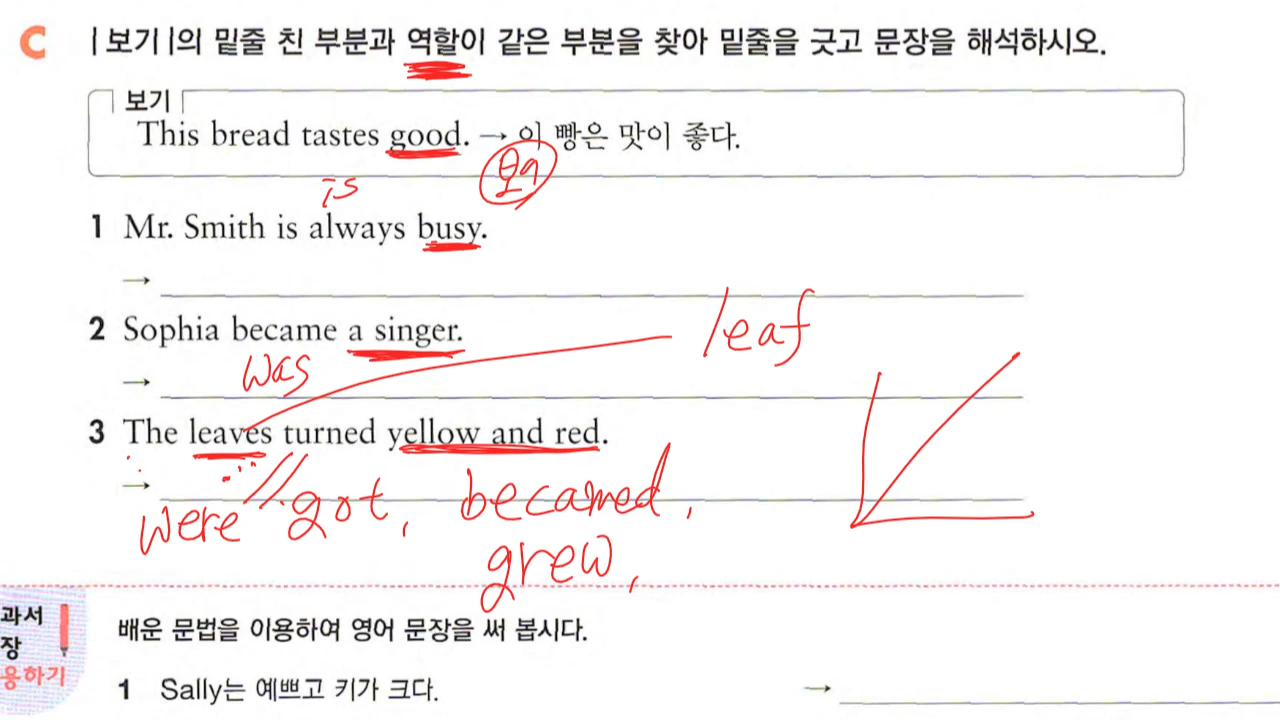 C |보기|의 밑줄 친 부분과 역할이 같은 부분을 찾아 밑줄을 긋고 문장을 해석하시오.
보기
This bread tastes good. → 이 빵은 맛이 좋다.
is
1 Mr. Smith is always busy.
→
2 Sophia became a singer.
leaf
→ was
3 The leaves turned yellow and red.
→
were got, becamed,
grew,
과서
장
용하기
배운 문법을 이용하여 영어 문장을 써 봅시다.
1 Sally는 예쁘고 키가 크다. →